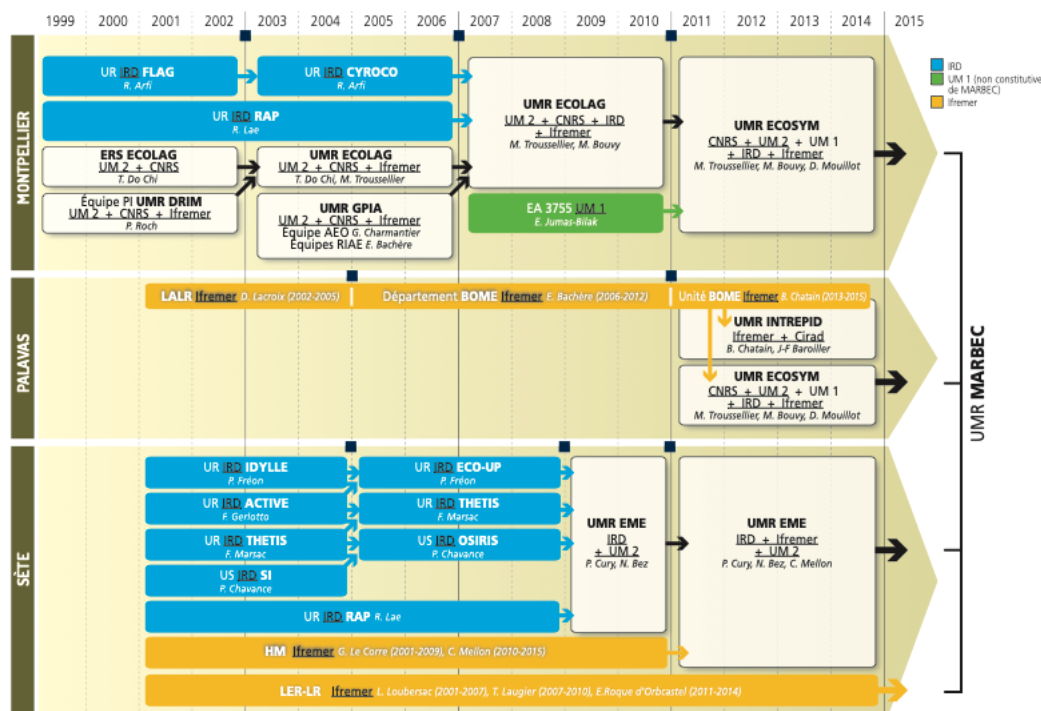 1999 2000 2001 2002 2003 2004 2005 2006 2007 2008 2009 2010 2011 2012 2013 2014 2015
IRD
UM 1 (non constitutive
de MARBEC)
Ifremer
MONTPELLIER
UR IRD FLAG
R. Arfi
UR IRD CYROCO
R. Arfi
UR IRD RAP
R. Lae
ERS ECOLAG
UM 2 + CNRS
T. Do Chi
UMR ECOLAG
UM 2 + CNRS + Ifremer
T. Do Chi, M. Troussellier
Équipe PI UMR DRIM
UM 2 + CNRS + Ifremer
P. Roch
UMR GPIA
UM 2 + CNRS + Ifremer
Équipe AEO G. Charmantier
Équipes RIAE E. Bachère
UMR ECOLAG
UM 2 + CNRS + IRD
+ Ifremer
M. Troussellier, M. Bouvy
EA 3755 UM 1
E. Jumas-Bilak
UMR ECOSYM
CNRS + UM 2 + UM 1
+ IRD + Ifremer
M. Troussellier, M. Bouvy, D. Mouillot
PALAVAS
LALR Ifremer D. Lacroix (2002-2005)
Département BOME Ifremer E. Bachère (2006-2012)
Unité BOME Ifremer B. Chatain (2013-2015)
UMR INTREPID
Ifremer + Cirad
B. Chatain, J-F Baroiller
UMR ECOSYM
CNRS + UM 2 + UM 1
+ IRD + Ifremer
M. Troussellier, M. Bouvy, D. Mouillot
SÈTE
UR IRD IDYLLE
P. Fréon
UR IRD ECO-UP
P. Fréon
UR IRD ACTIVE
F. Gerlotto
UR IRD THETIS
F. Marsac
UR IRD THETIS
F. Marsac
US IRD OSIRIS
P. Chavance
US IRD SI
P. Chavance
UR IRD RAP R. Lae
UMR EME
IRD
+ UM 2
P. Cury, N. Bez
UMR EME
IRD + Ifremer
+ UM 2
P. Cury, N. Bez, C. Mellon
HM Ifremer G. Le Corre (2001-2009), C. Mellon (2010-2015)
LER-LR Ifremer L. Loubersac (2001-2007), T. Laugier (2007-2010), E.Roque d'Orbcastel (2011-2014)
UMR MARBEC